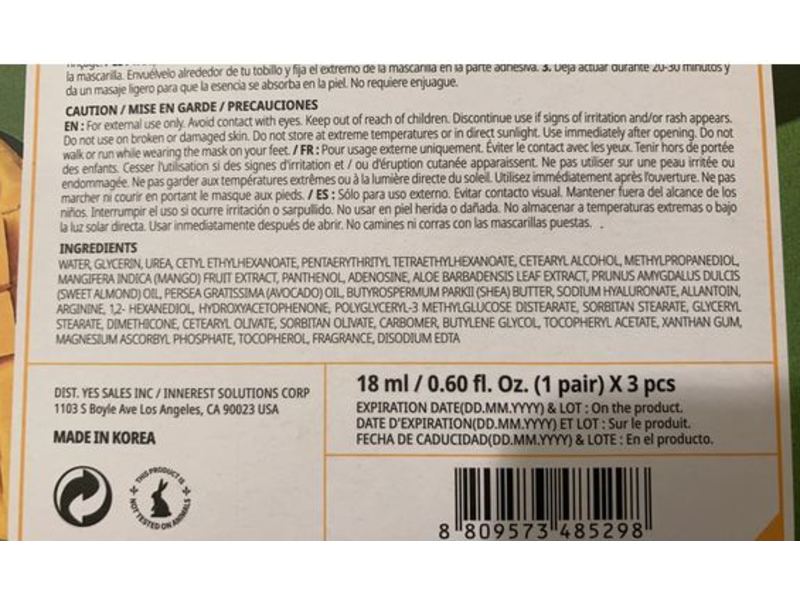 la mascarilla. Envuélvelo alrededor de tu tobillo y fija el extremo de la mascarilla en la parte adhesiva. 3. Deja actuar durante 20-30 minutos y
da un masaje ligero para que la esencia se absorba en la piel. No requiere enjuague.
CAUTION / MISE EN GARDE / PRECAUCIONES
EN : For external use only. Avoid contact with eyes. Keep out of reach of children. Discontinue use if signs of irritation and/or rash appears.
Do not use on broken or damaged skin. Do not store at extreme temperatures or in direct sunlight. Use immediately after opening. Do not
walk or run while wearing the mask on your feet. / FR : Pour usage externe uniquement. Éviter le contact avec les yeux. Tenir hors de portée
des enfants. Cesser l'utilisation si des signes d'irritation et / ou d'éruption cutanée apparaissent. Ne pas utiliser sur une peau irritée ou
endommagée. Ne pas garder aux températures extrêmes ou à la lumière directe du soleil. Utilisez immédiatement après l'ouverture. Ne pas
marcher ni courir en portant le masque aux pieds. / ES : Sólo para uso externo. Evitar contacto visual. Mantener fuera del alcance de los
niños. Interrumpir el uso si ocurre irritación o sarpullido. No usar en piel herida o dañada. No almacenar a temperaturas extremas o bajo
la luz solar directa. Usar inmediatamente después de abrir. No camines ni corras con las mascarillas puestas. .
INGREDIENTS
WATER, GLYCERIN, UREA, CETYL ETHYLHEXANOATE, PENTAERYTHRITYL TETRAETHYLHEXANOATE, CETEARYL ALCOHOL, METHYLPROPANEDIOL,
MANGIFERA INDICA (MANGO) FRUIT EXTRACT, PANTHENOL, ADENOSINE, ALOE BARBADENSIS LEAF EXTRACT, PRUNUS AMYGDALUS DULCIS
(SWEET ALMOND) OIL, PERSEA GRATISSIMA (AVOCADO) OIL, BUTYROSPERMUM PARKII (SHEA) BUTTER, SODIUM HYALURONATE, ALLANTOIN,
ARGININE, 1,2- HEXANEDIOL, HYDROXYACETOPHENONE, POLYGLYCERYL-3 METHYLGLUCOSE DISTEARATE, SORBITAN STEARATE, GLYCERYL
STEARATE, DIMETHICONE, CETEARYL OLIVATE, SORBITAN OLIVATE, CARBOMER, BUTYLENE GLYCOL, TOCOPHERYL ACETATE, XANTHAN GUM,
MAGNESIUM ASCORBYL PHOSPHATE, TOCOPHEROL, FRAGRANCE, DISODIUM EDTA
DIST. YES SALES INC / INNEREST SOLUTIONS CORP
1103 S Boyle Ave Los Angeles, CA 90023 USA
MADE IN KOREA
THIS PRODUCT IS
NOT TESTED ON ANIMALS
18 ml / 0.60 fl. Oz. (1 pair) X 3 pcs
EXPIRATION DATE(DD.MM.YYYY) & LOT : On the product.
DATE D'EXPIRATION(DD.MM.YYYY) ET LOT : Sur le produit.
FECHA DE CADUCIDAD(DD.MM.YYYY) & LOTE : En el producto.
8 809573 485298